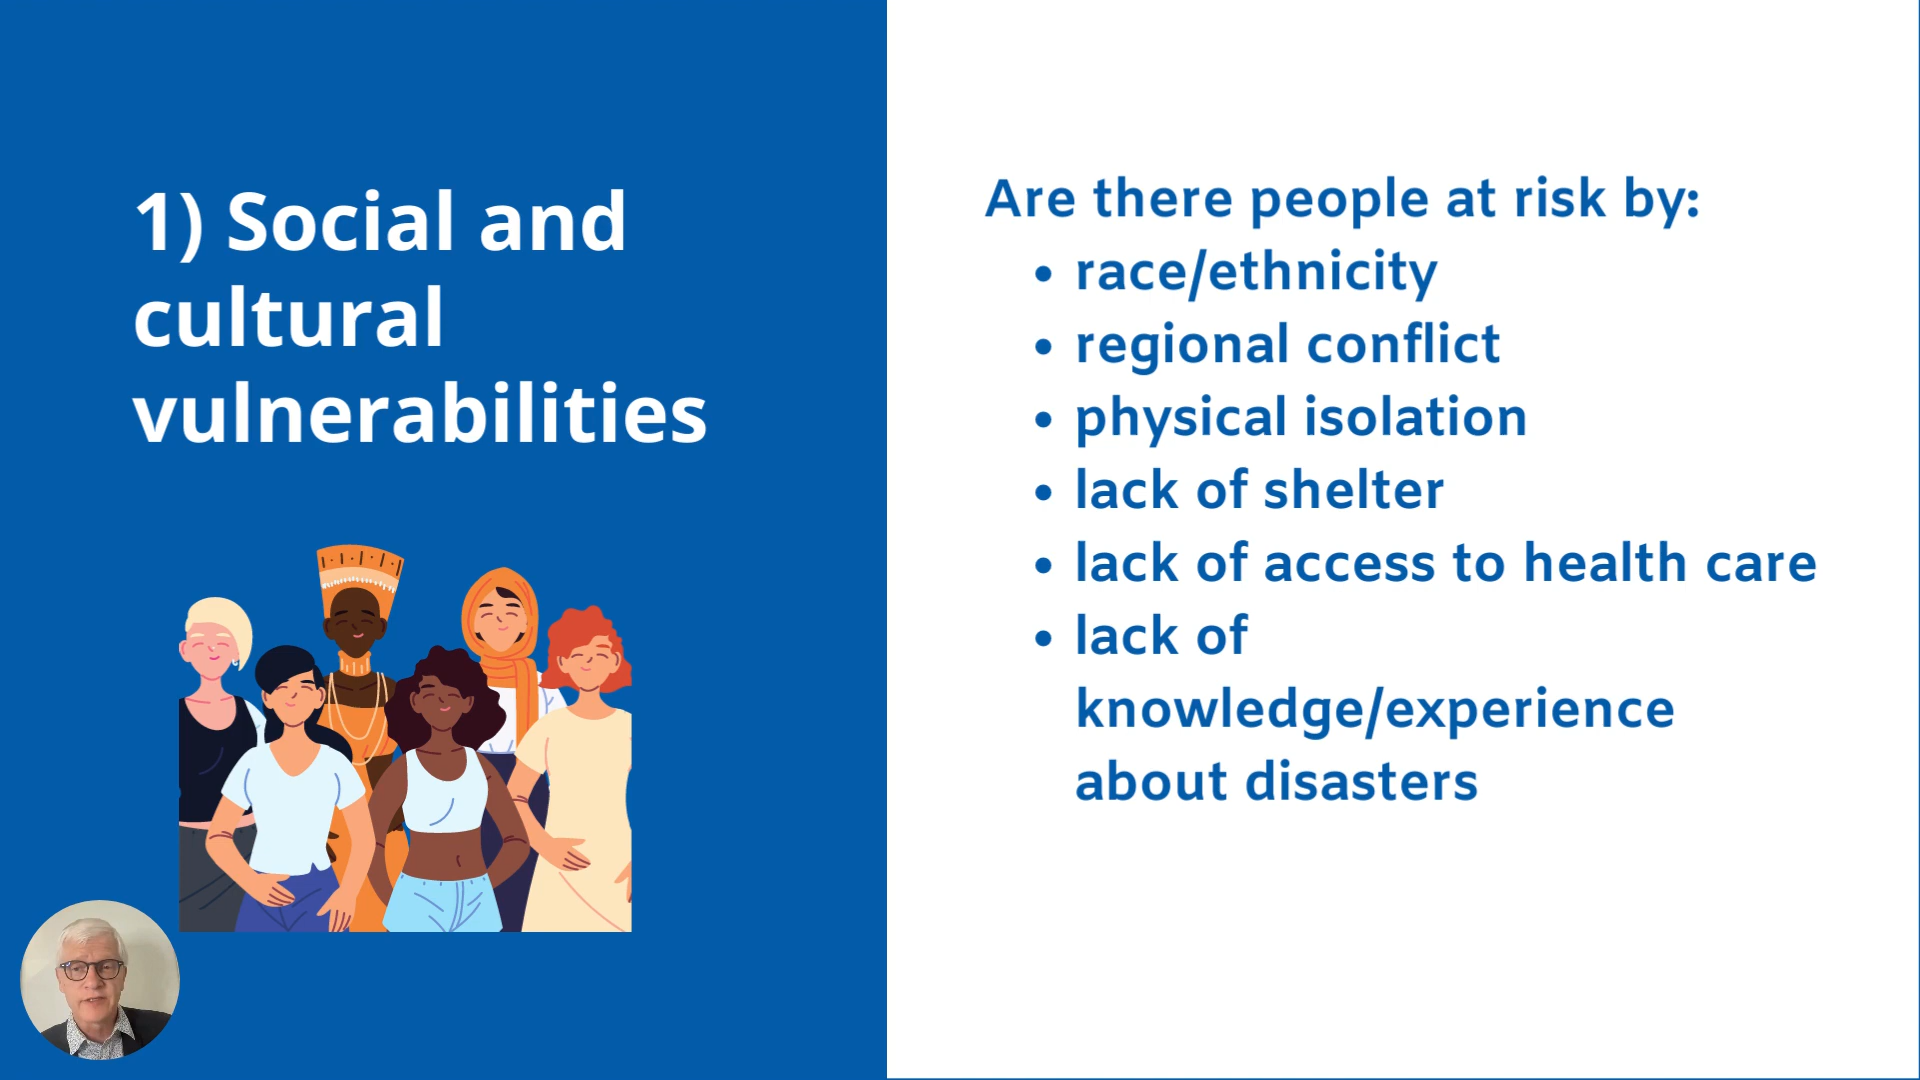 1) Social and
cultural
vulnerabilities
Are there people at risk by:
• race/ethnicity
• regional conflict
• physical isolation
• lack of shelter
• lack of access to health care
• lack of
knowledge/experience
about disasters